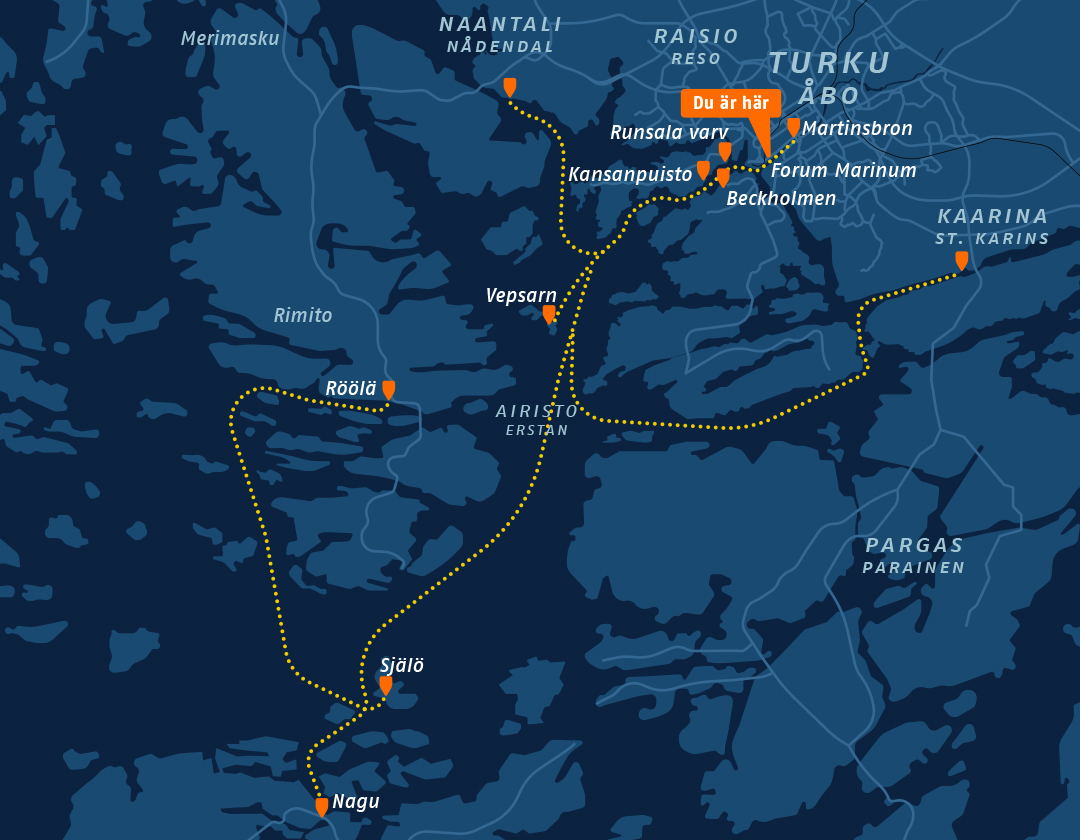 NAANTALI
NÅDENDAL
Merimasku
RAISIO
RESO
TURKU
ÅBO
Du är här
Runsala varv
Martinsbron
Kansanpuisto
Forum Marinum
Beckholmen
KAARINA
ST. KARINS
Vepsarn
Rimito
Röölä
AIRISTO
ERSTAN
PARGAS
PARAINEN
Själö
Nagu